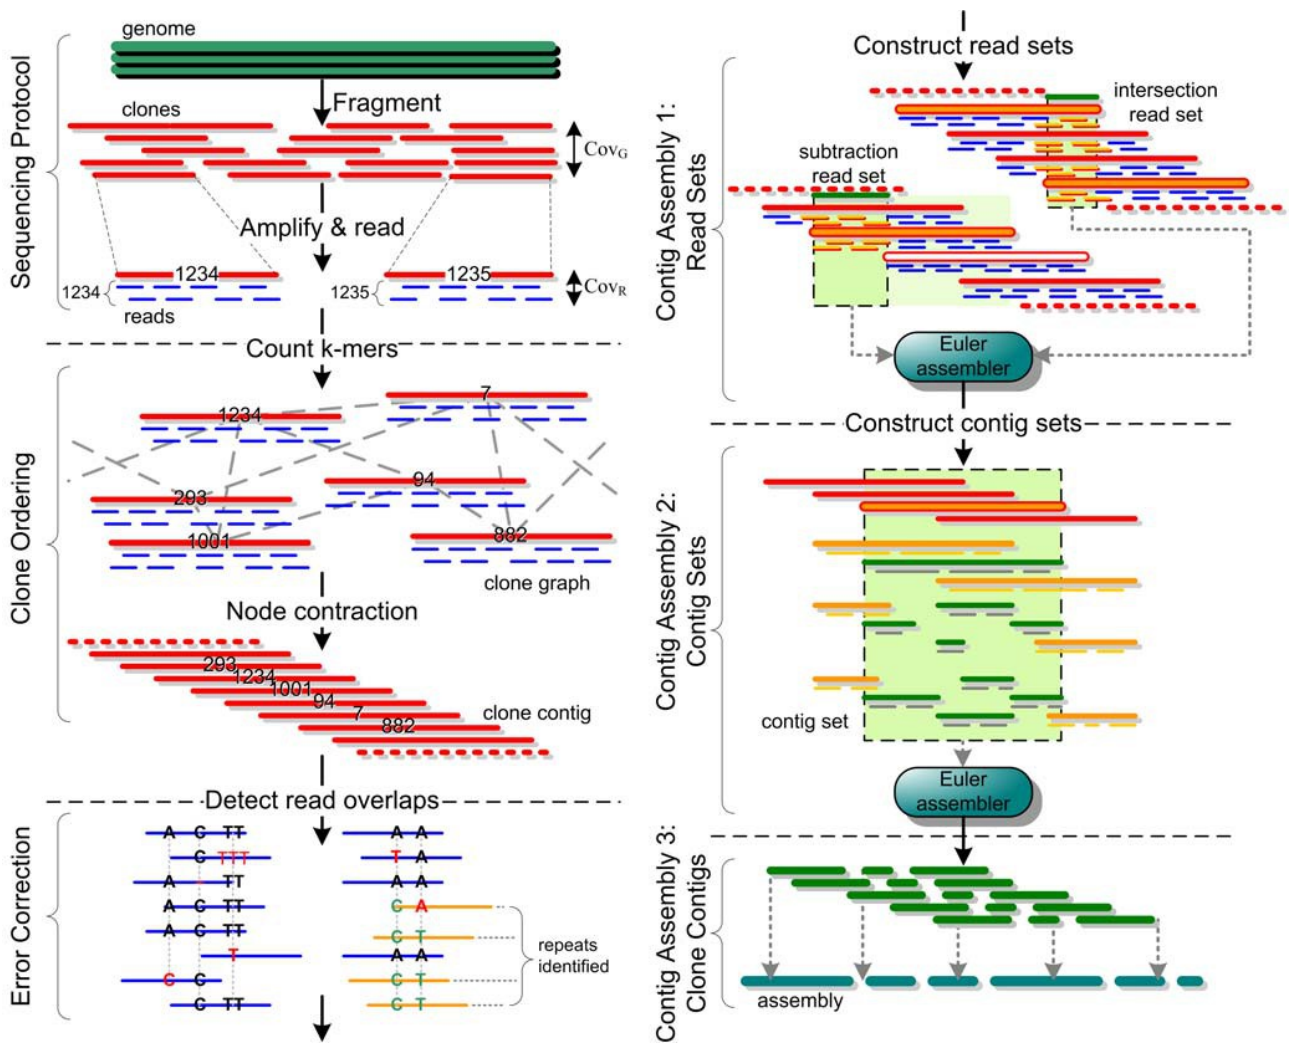 Sequencing Protocol
genome
Fragment
clones
CovG
Amplify & read
1234
1235
1234
1235
CovR
reads
Count k-mers
Clone Ordering
7
1234
94
293
882
1001
clone graph
Node contraction
293
1234
1001
94
7
882
clone contig
Detect read overlaps
Error Correction
A C TT
C TTT
A - TT
A C TT
A C TT
T
C C
C TT
A A
T A
A A
C A
C T
A A
C T
C T
repeats
identified
Construct read sets
Contig Assembly 1:
Read Sets
intersection
read set
subtraction
read set
Euler
assembler
Construct contig sets
Contig Assembly 2:
Contig Sets
contig set
Euler
assembler
Contig Assembly 3:
Clone Contigs
assembly